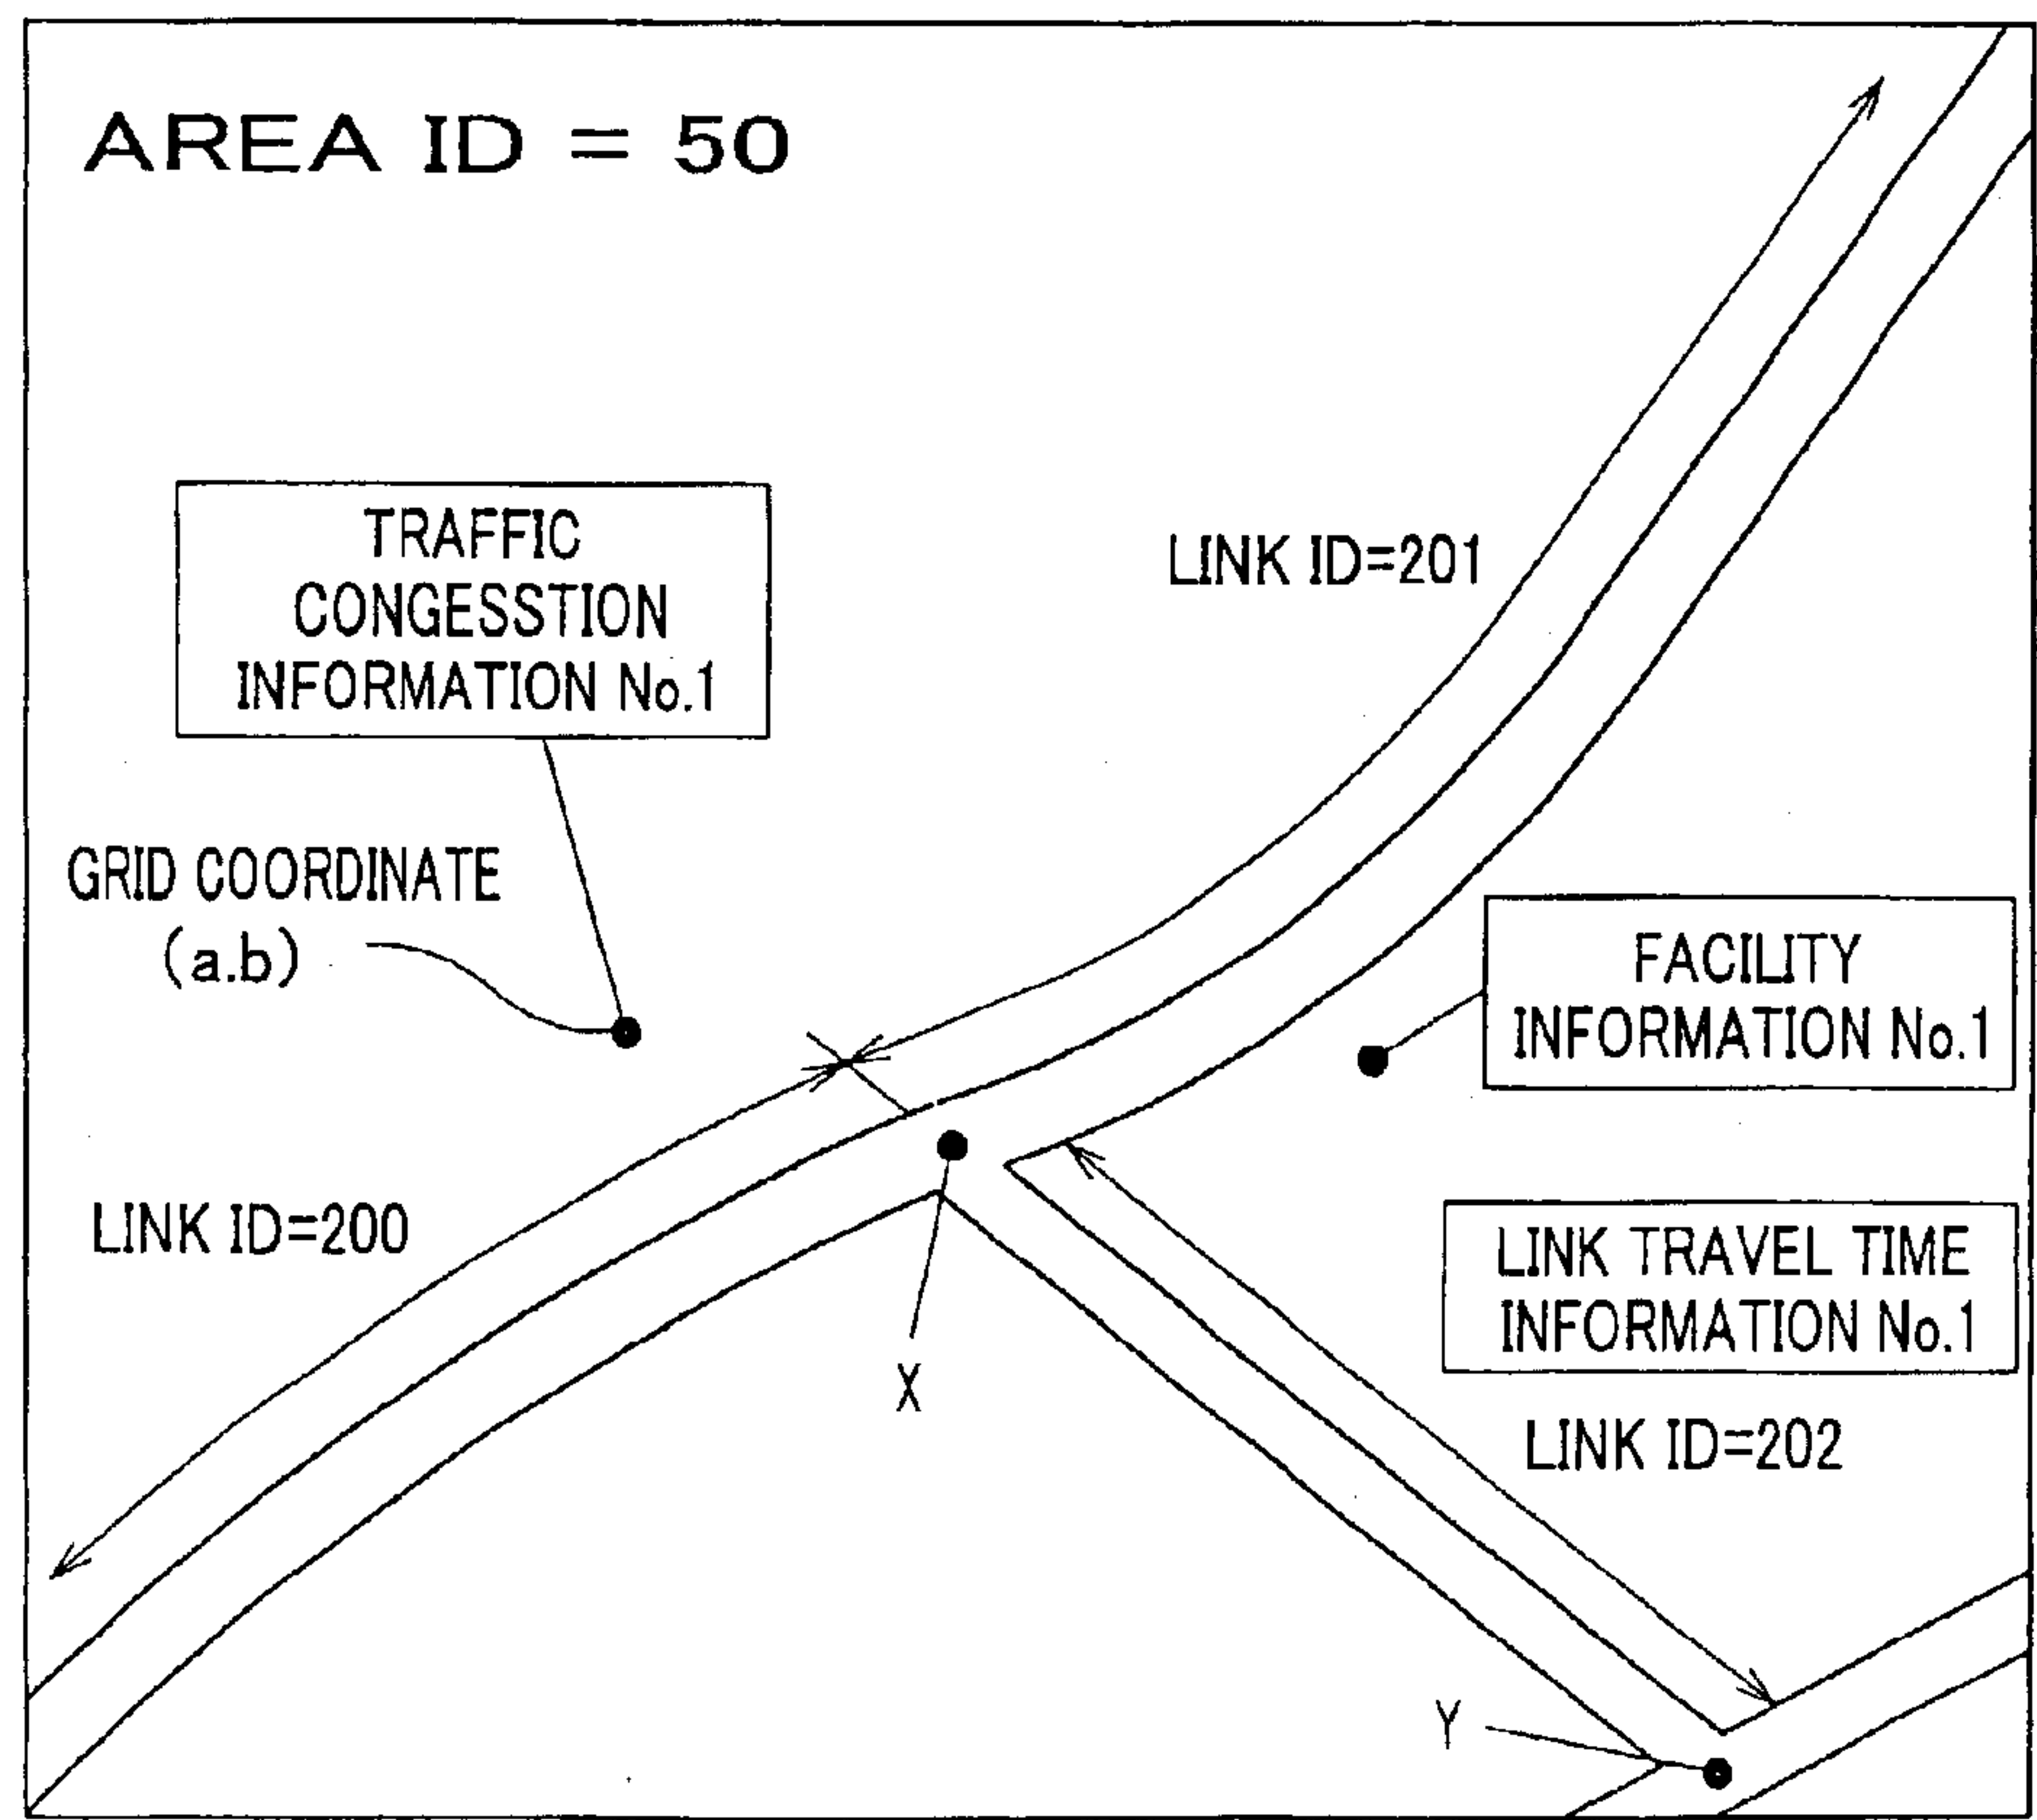 AREA ID = 50
TRAFFIC
CONGESSTION
INFORMATION No.1
LINK ID=201
GRID COORDINATE
(a.b)
FACILITY
INFORMATION No.1
LINK ID=200
LINK TRAVEL TIME
INFORMATION No.1
X
LINK ID=202
Y